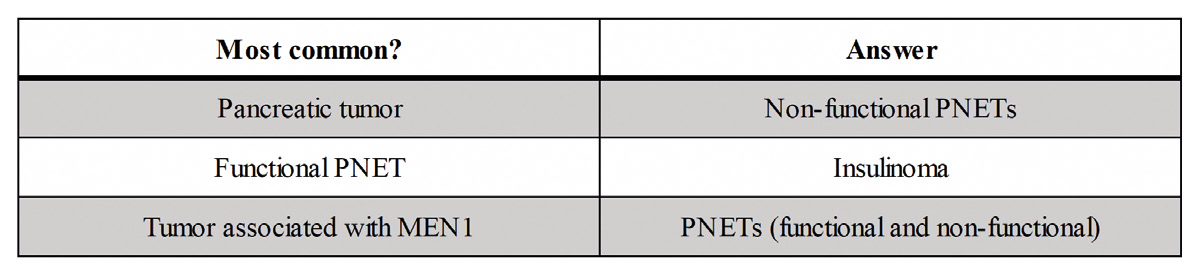 Most common? Answer
Pancreatic tumor Non-functional PNETs
Functional PNET Insulinoma
Tumor associated with MEN1 PNETs (functional and non-functional)